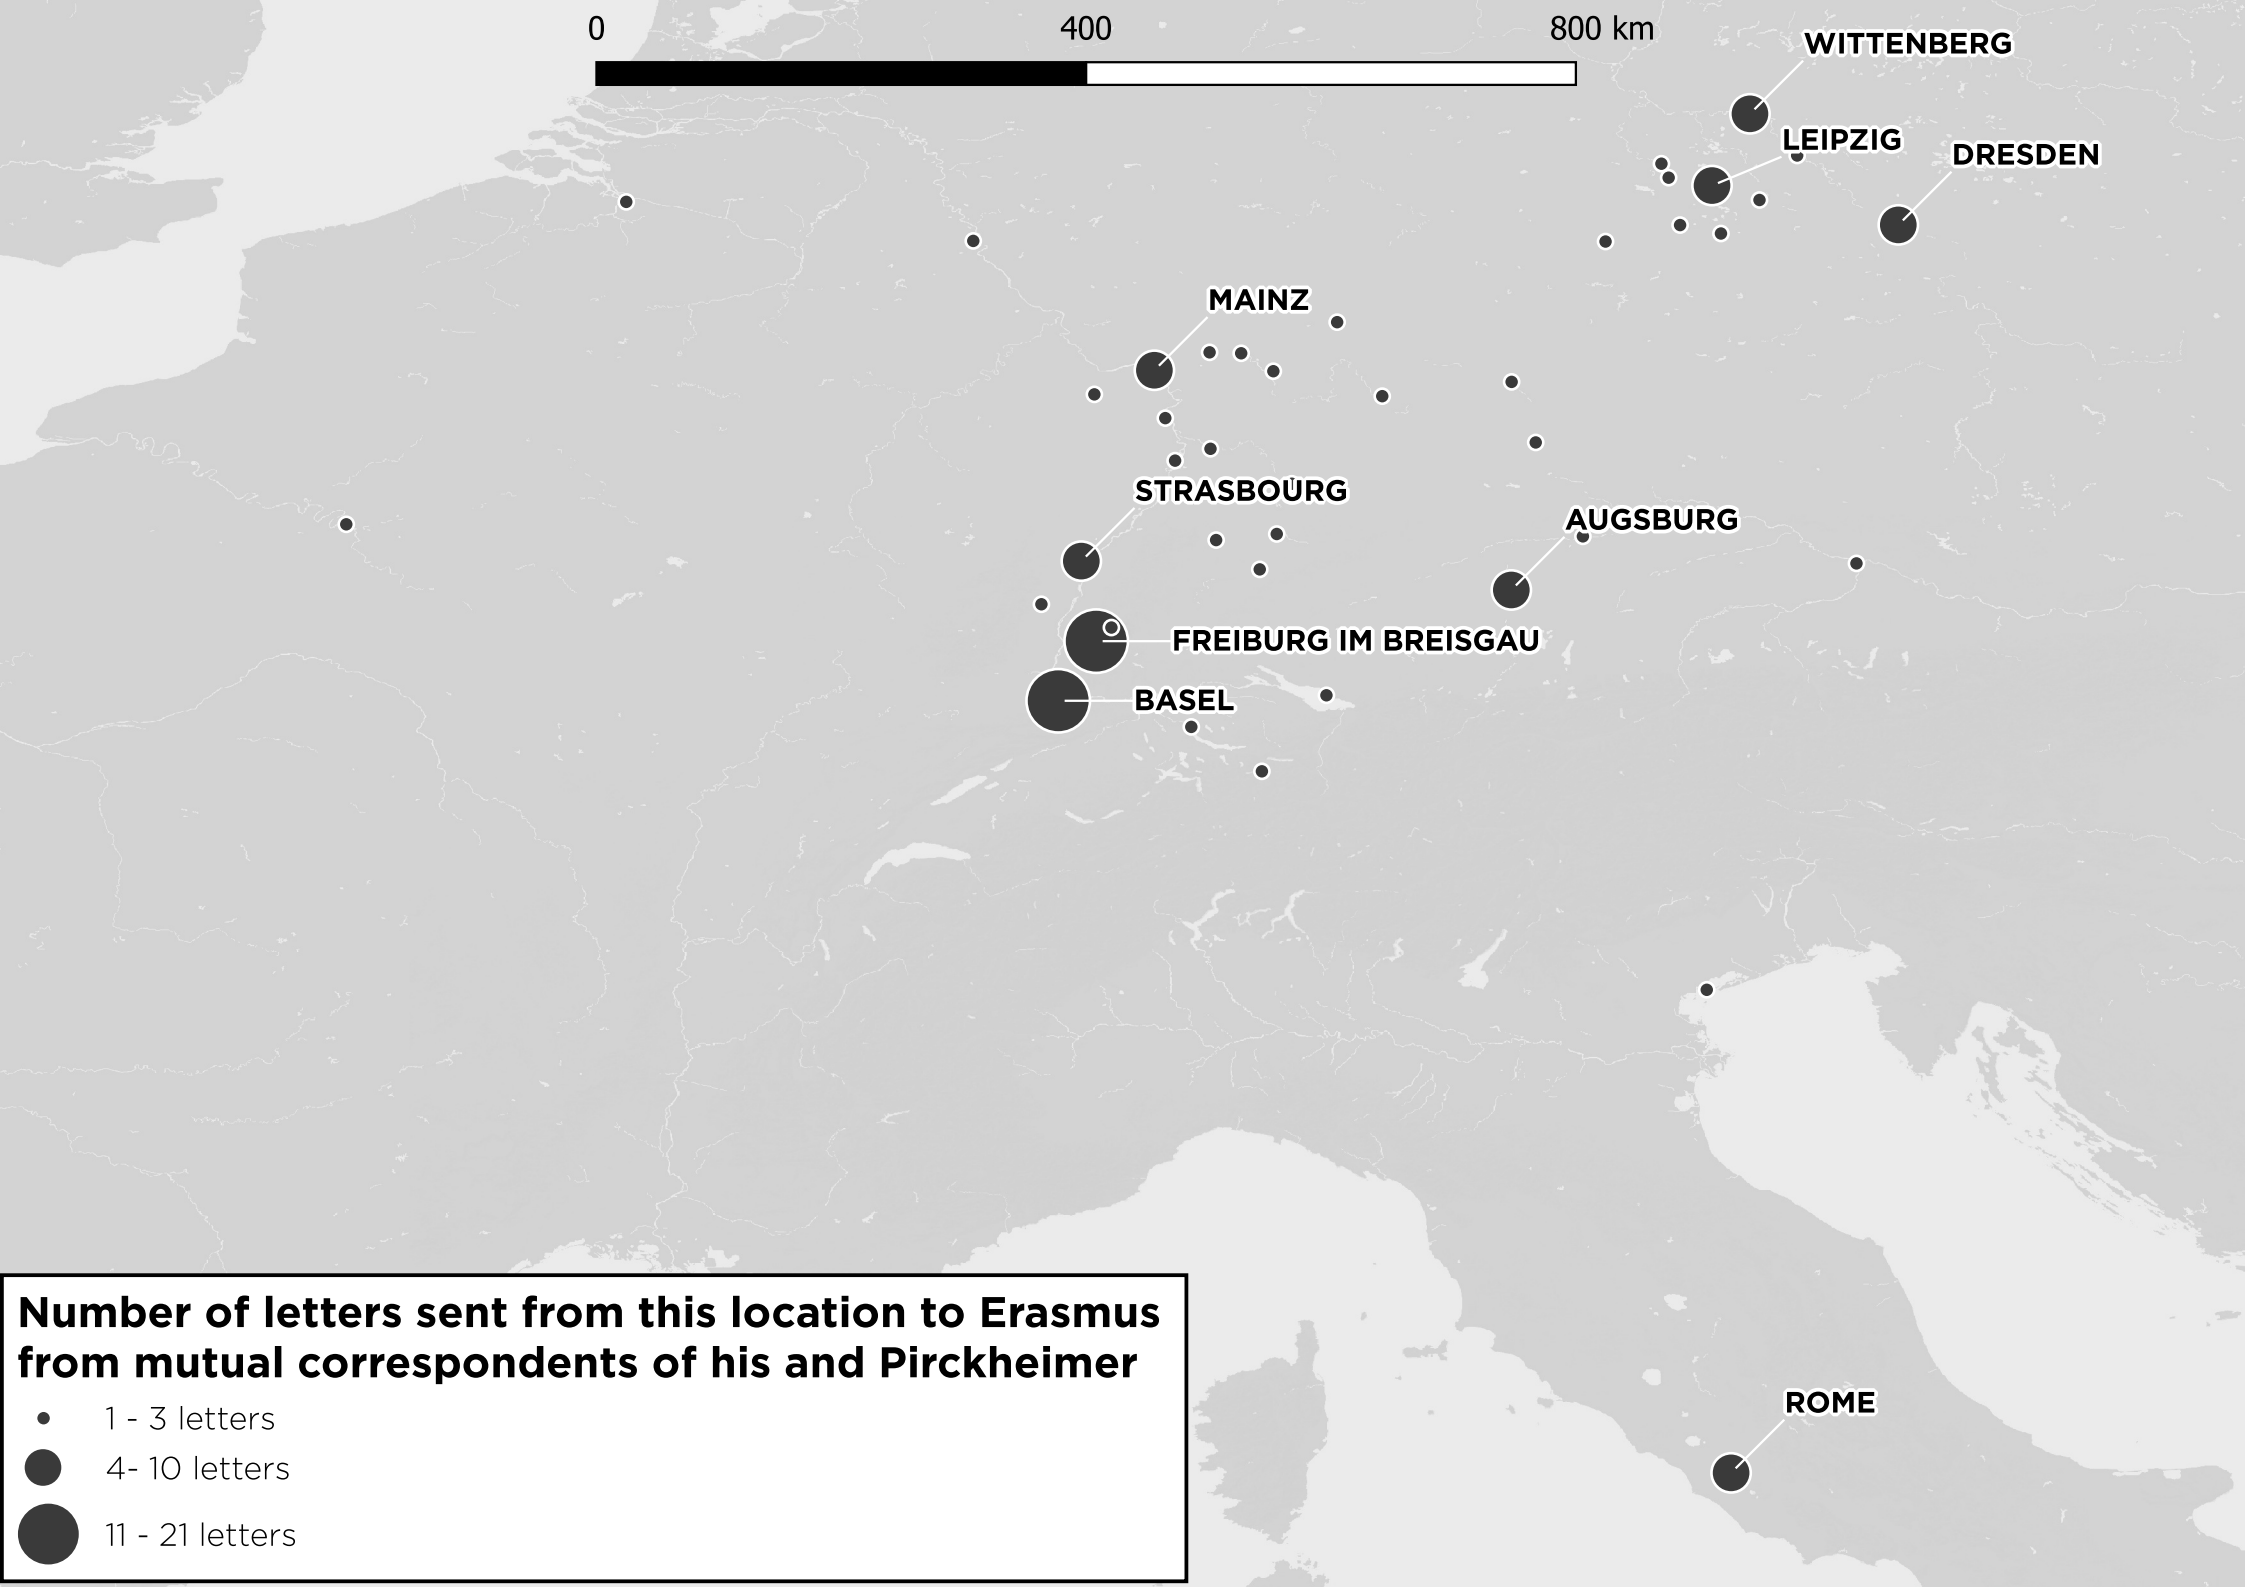 0 400 800 km
WITTENBERG
LEIPZIG
DRESDEN
MAINZ
STRASBOURG
AUGSBURG
FREIBURG IM BREISGAU
BASEL
ROME
Number of letters sent from this location to Erasmus
from mutual correspondents of his and Pirckheimer
1 - 3 letters
4- 10 letters
11 - 21 letters